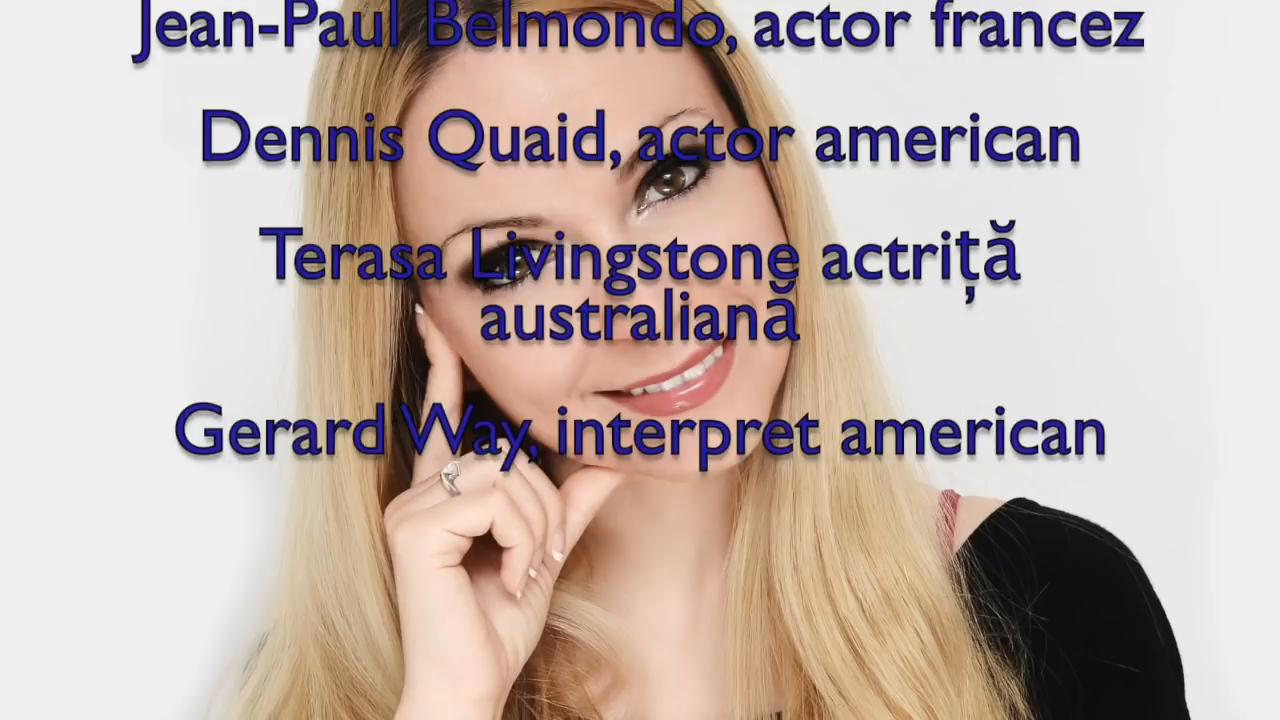 Jean-Paul Belmondo, actor francez
Dennis Quaid, actor american
Terasa Livingstone actriță
australiană
Gerard Way, interpret american